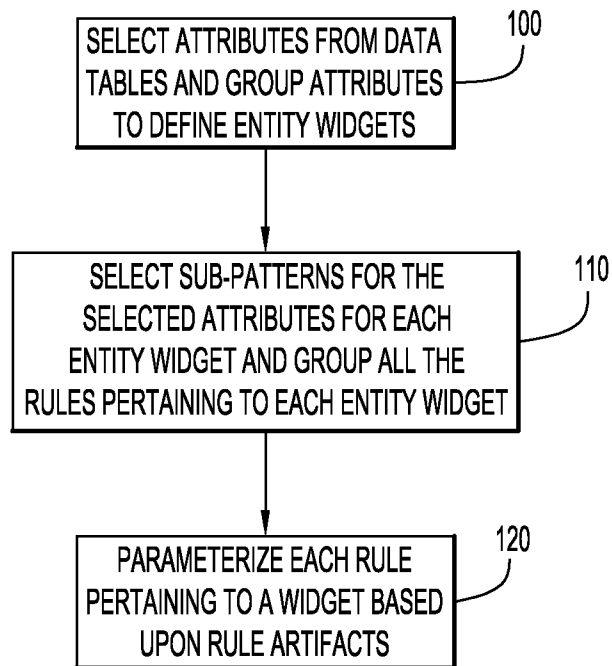 SELECT ATTRIBUTES FROM DATA
TABLES AND GROUP ATTRIBUTES
TO DEFINE ENTITY WIDGETS
100
SELECT SUB-PATTERNS FOR THE
SELECTED ATTRIBUTES FOR EACH
ENTITY WIDGET AND GROUP ALL THE
RULES PERTAINING TO EACH ENTITY WIDGET
110
PARAMETERIZE EACH RULE
PERTAINING TO A WIDGET BASED
UPON RULE ARTIFACTS
120